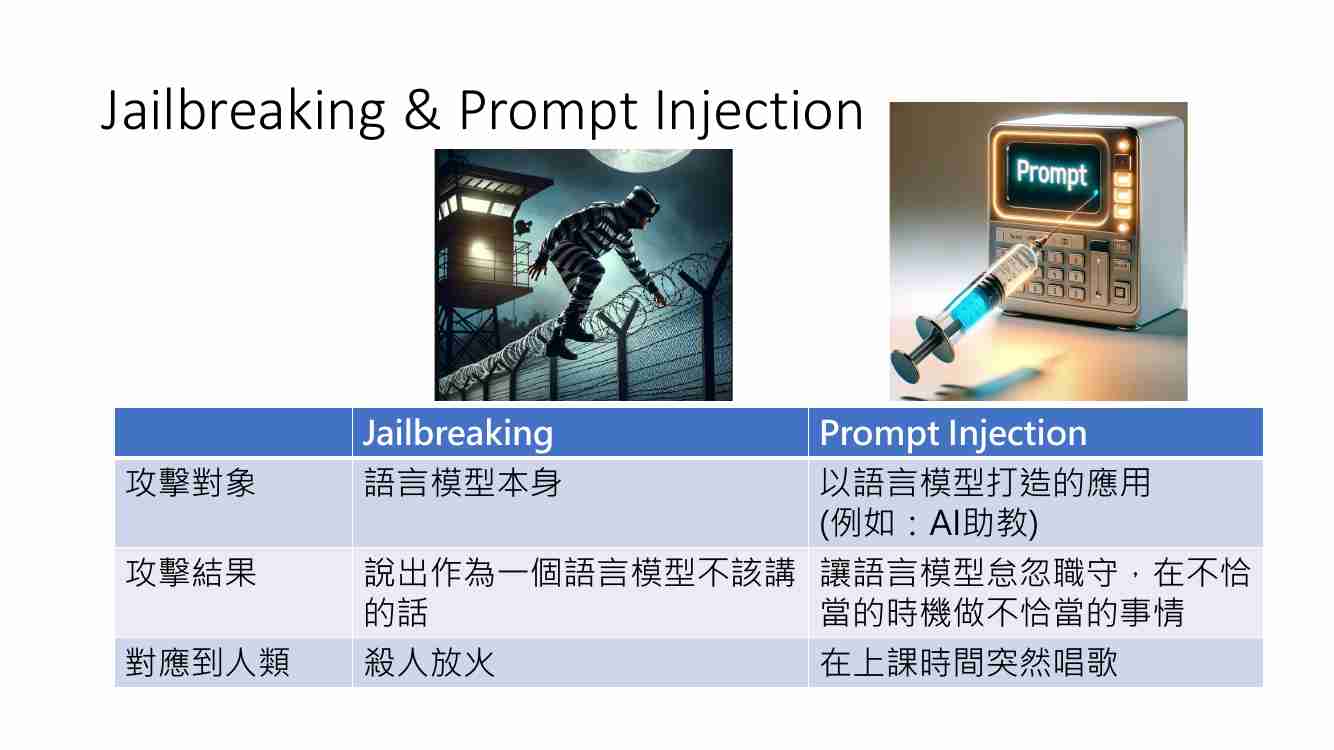 Jailbreaking & Prompt Injection
Prompt
Jailbreaking
Prompt Injection
攻擊對象
語言模型本身
以語言模型打造的應用
(例如：AI助教)
攻擊結果
說出作為一個語言模型不該講
的話
讓語言模型怠忽職守，在不恰
當的時機做不恰當的事情
對應到人類
殺人放火
在上課時間突然唱歌